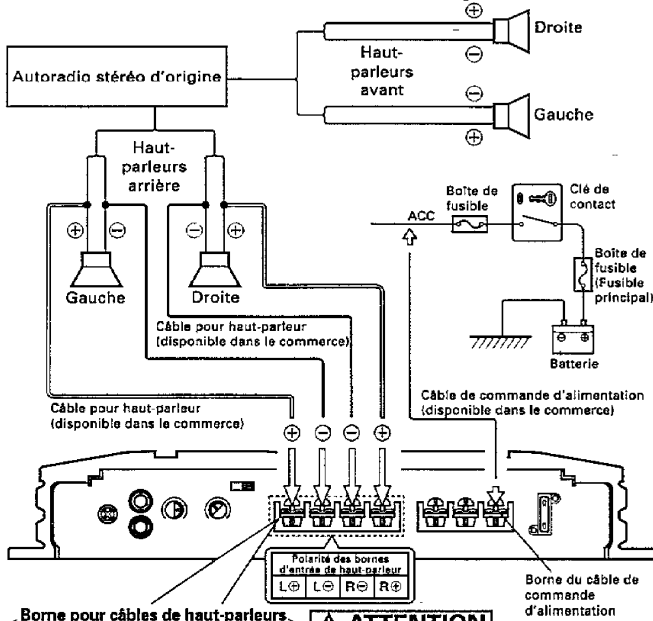 Droite
Haut-
parleurs
avant
Autoradio stéréo d'origine
Gauche
Haut-
parleurs
arrière
Boîte de
fusible
Clé de
contact
ACC
Boîte de
fusible
(Fusible
principal)
Gauche
Droite
Batterie
Câble pour haut-parleur
(disponible dans le commerce)
Câble de commande d'alimentation
(disponible dans le commerce)
Câble pour haut-parleur
(disponible dans le commerce)
Polarité des bornes
d'entrée de haut-parleur
L⊕ L⊖ R⊖ R⊕
Borne du câble de
commande
d'alimentation
Borne pour câbles de haut-parleurs
⚠ ATTENTION